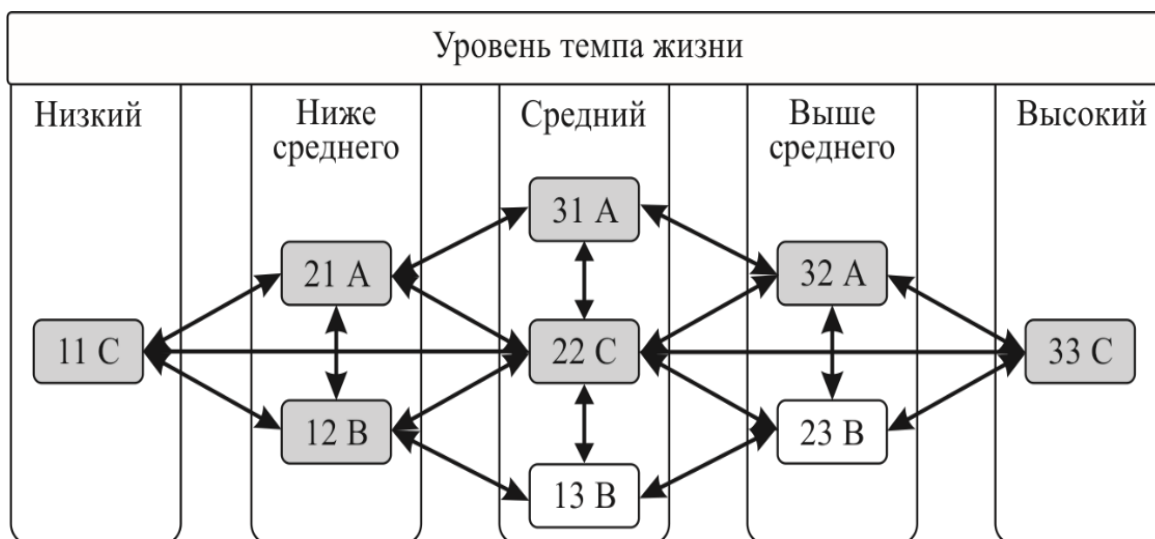 Уровень темпа жизни
Низкий
Ниже
среднего
Средний
Выше
среднего
Высокий
31 А
21 А
32 А
11 С
22 С
33 С
12 В
23 В
13 В